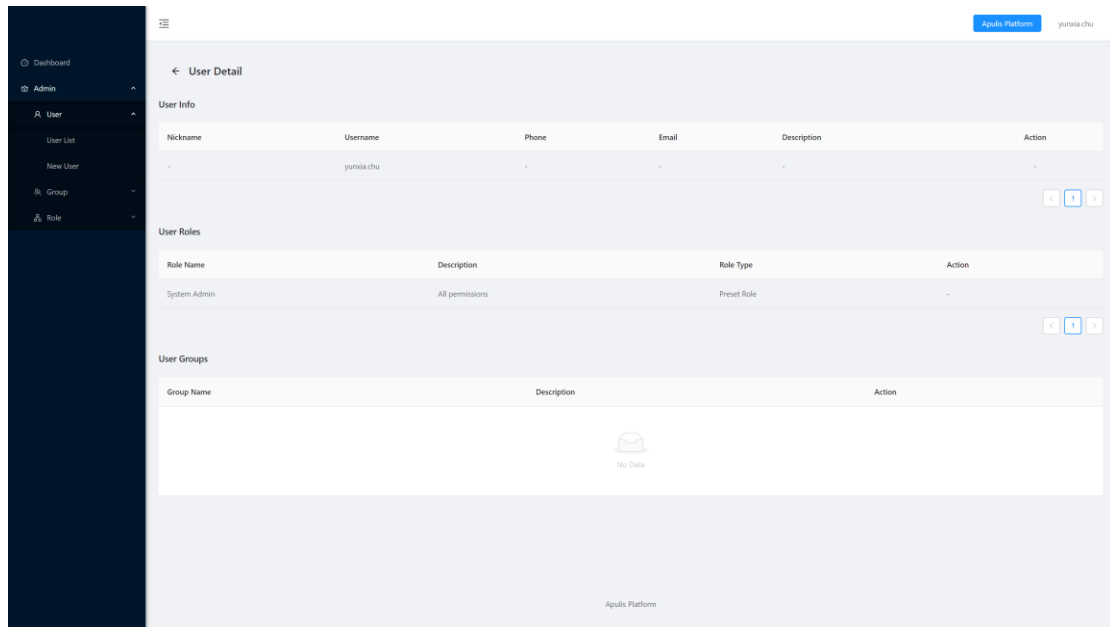 Apulis Platform yunxia.chu
Dashboard
Admin
User
User List
New User
Group
Role
← User Detail
User Info
Nickname Username Phone Email Description Action
- yunxia.chu - - - -
< 1 >
User Roles
Role Name Description Role Type Action
System Admin All permissions Preset Role -
< 1 >
User Groups
Group Name Description Action
No Data
Apulis Platform